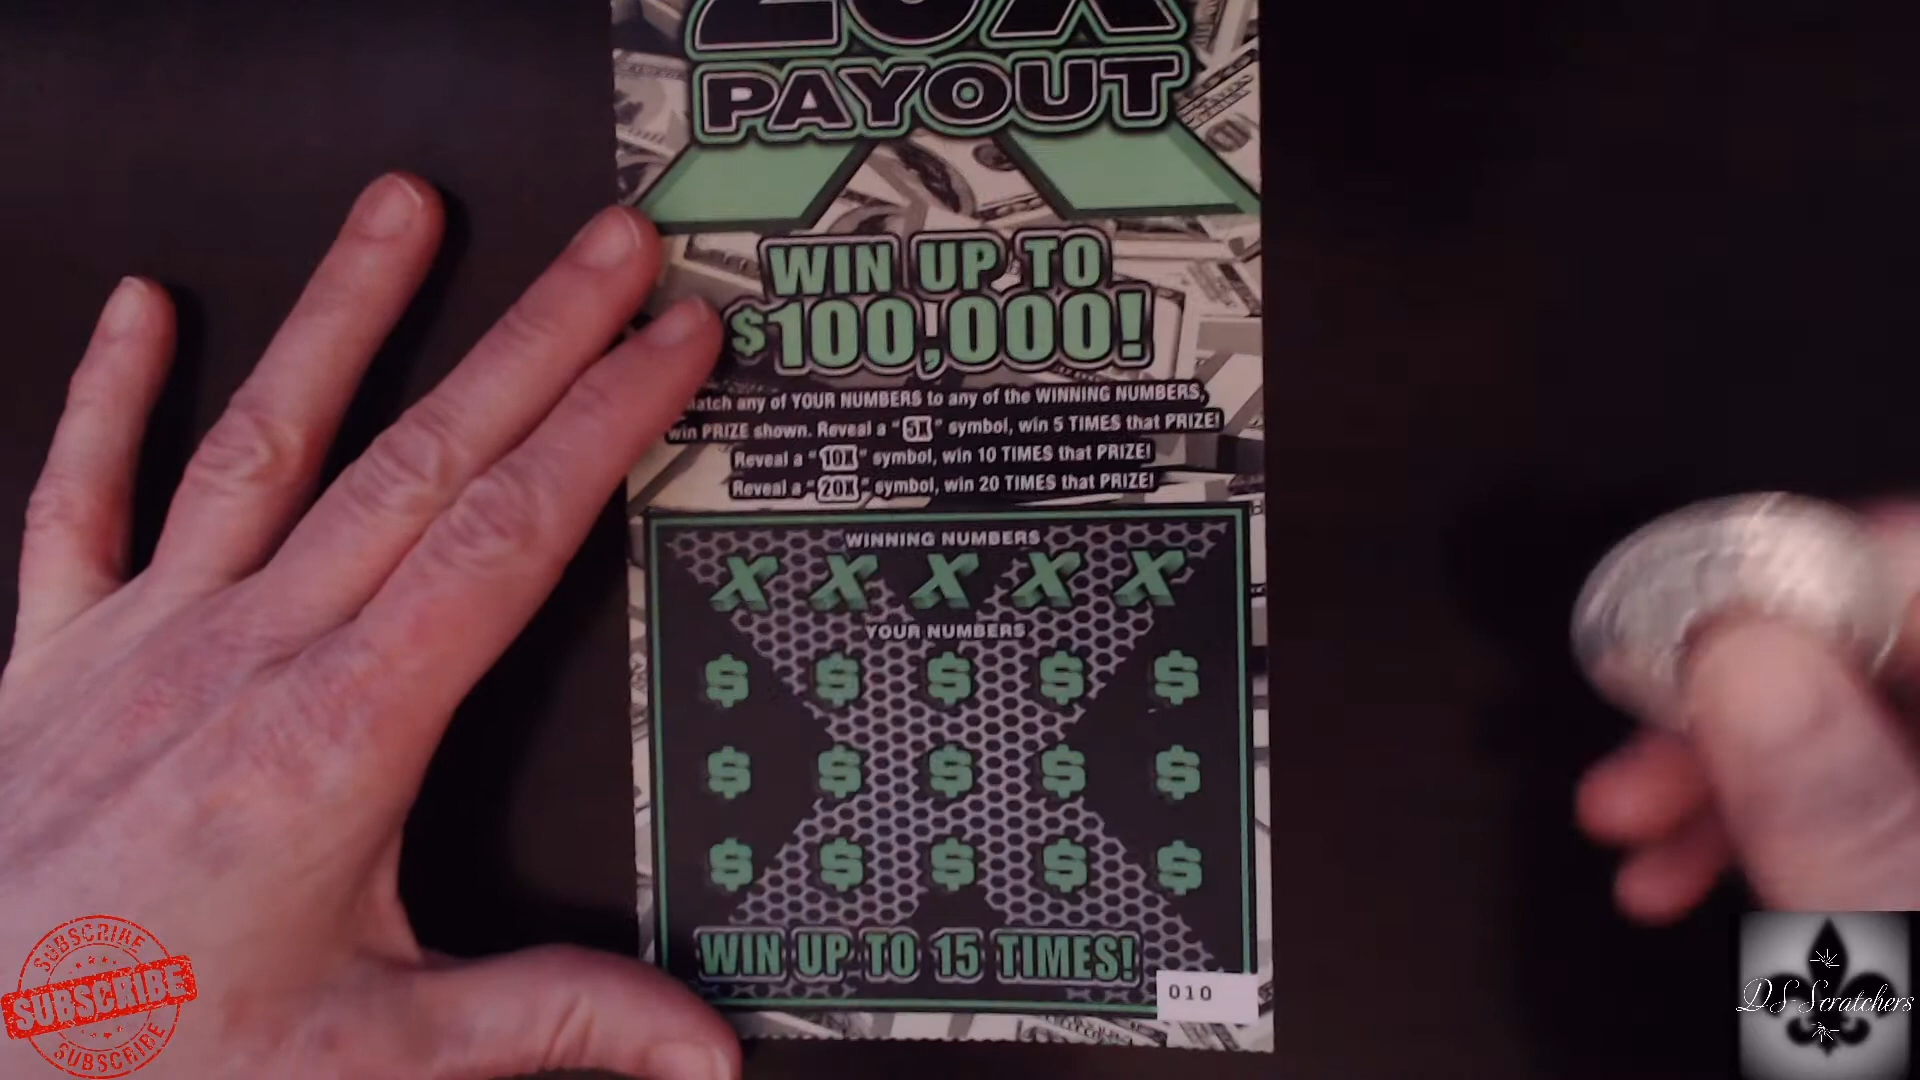 20X
PAYOUT
WIN UP TO
$100,000!
Match any of YOUR NUMBERS to any of the WINNING NUMBERS,
win PRIZE shown. Reveal a "5X" symbol, win 5 TIMES that PRIZE!
Reveal a "10X" symbol, win 10 TIMES that PRIZE!
Reveal a "20X" symbol, win 20 TIMES that PRIZE!
WINNING NUMBERS
X X X X X
YOUR NUMBERS
$ $ $ $ $
$ $ $ $ $
$ $ $ $ $
WIN UP TO 15 TIMES!
010
SUBSCRIBE
SUBSCRIBE
SUBSCRIBE
DS Scratchers